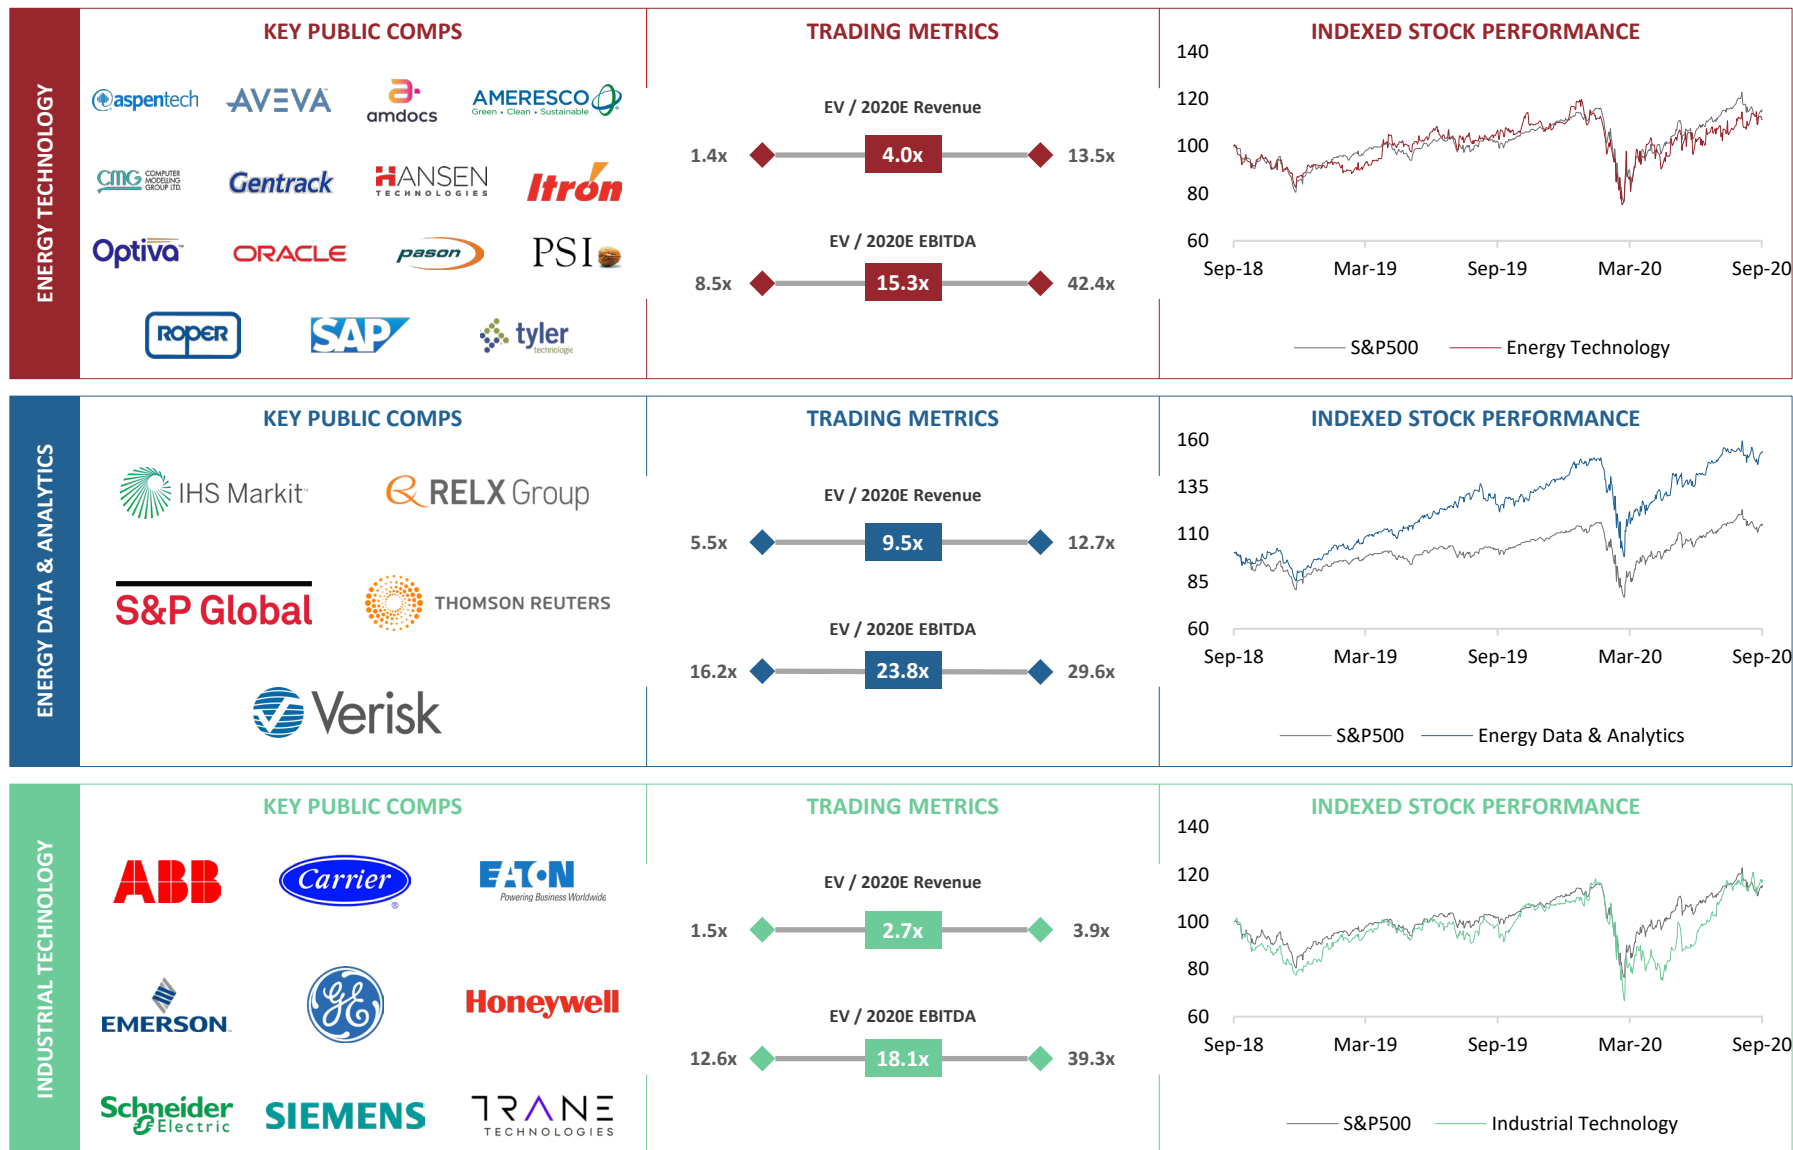 ENERGY TECHNOLOGY
KEY PUBLIC COMPS
aspentech
AVEVA
amdocs
AMERESCO
Green • Clean • Sustainable
CMG COMPUTER MODELLING GROUP LTD.
Gentrack
HANSEN
TECHNOLOGIES
Itron
Optiva™
ORACLE
pason
PSI
ROPER
SAP
tyler
technologie
TRADING METRICS
EV / 2020E Revenue
1.4x 4.0x 13.5x
EV / 2020E EBITDA
8.5x 15.3x 42.4x
INDEXED STOCK PERFORMANCE
140
120
100
80
60
Sep-18 Mar-19 Sep-19 Mar-20 Sep-20
S&P500 Energy Technology
ENERGY DATA & ANALYTICS
KEY PUBLIC COMPS
IHS Markit
RELX Group
S&P Global
THOMSON REUTERS
Verisk
TRADING METRICS
EV / 2020E Revenue
5.5x 9.5x 12.7x
EV / 2020E EBITDA
16.2x 23.8x 29.6x
INDEXED STOCK PERFORMANCE
160
135
110
85
60
Sep-18 Mar-19 Sep-19 Mar-20 Sep-20
S&P500 Energy Data & Analytics
INDUSTRIAL TECHNOLOGY
KEY PUBLIC COMPS
ABB
Carrier ®
EATON
Powering Business Worldwide
EMERSON
GE
Honeywell
Schneider
Electric
SIEMENS
TRANE
TECHNOLOGIES
TRADING METRICS
EV / 2020E Revenue
1.5x 2.7x 3.9x
EV / 2020E EBITDA
12.6x 18.1x 39.3x
INDEXED STOCK PERFORMANCE
140
120
100
80
60
Sep-18 Mar-19 Sep-19 Mar-20 Sep-20
S&P500 Industrial Technology